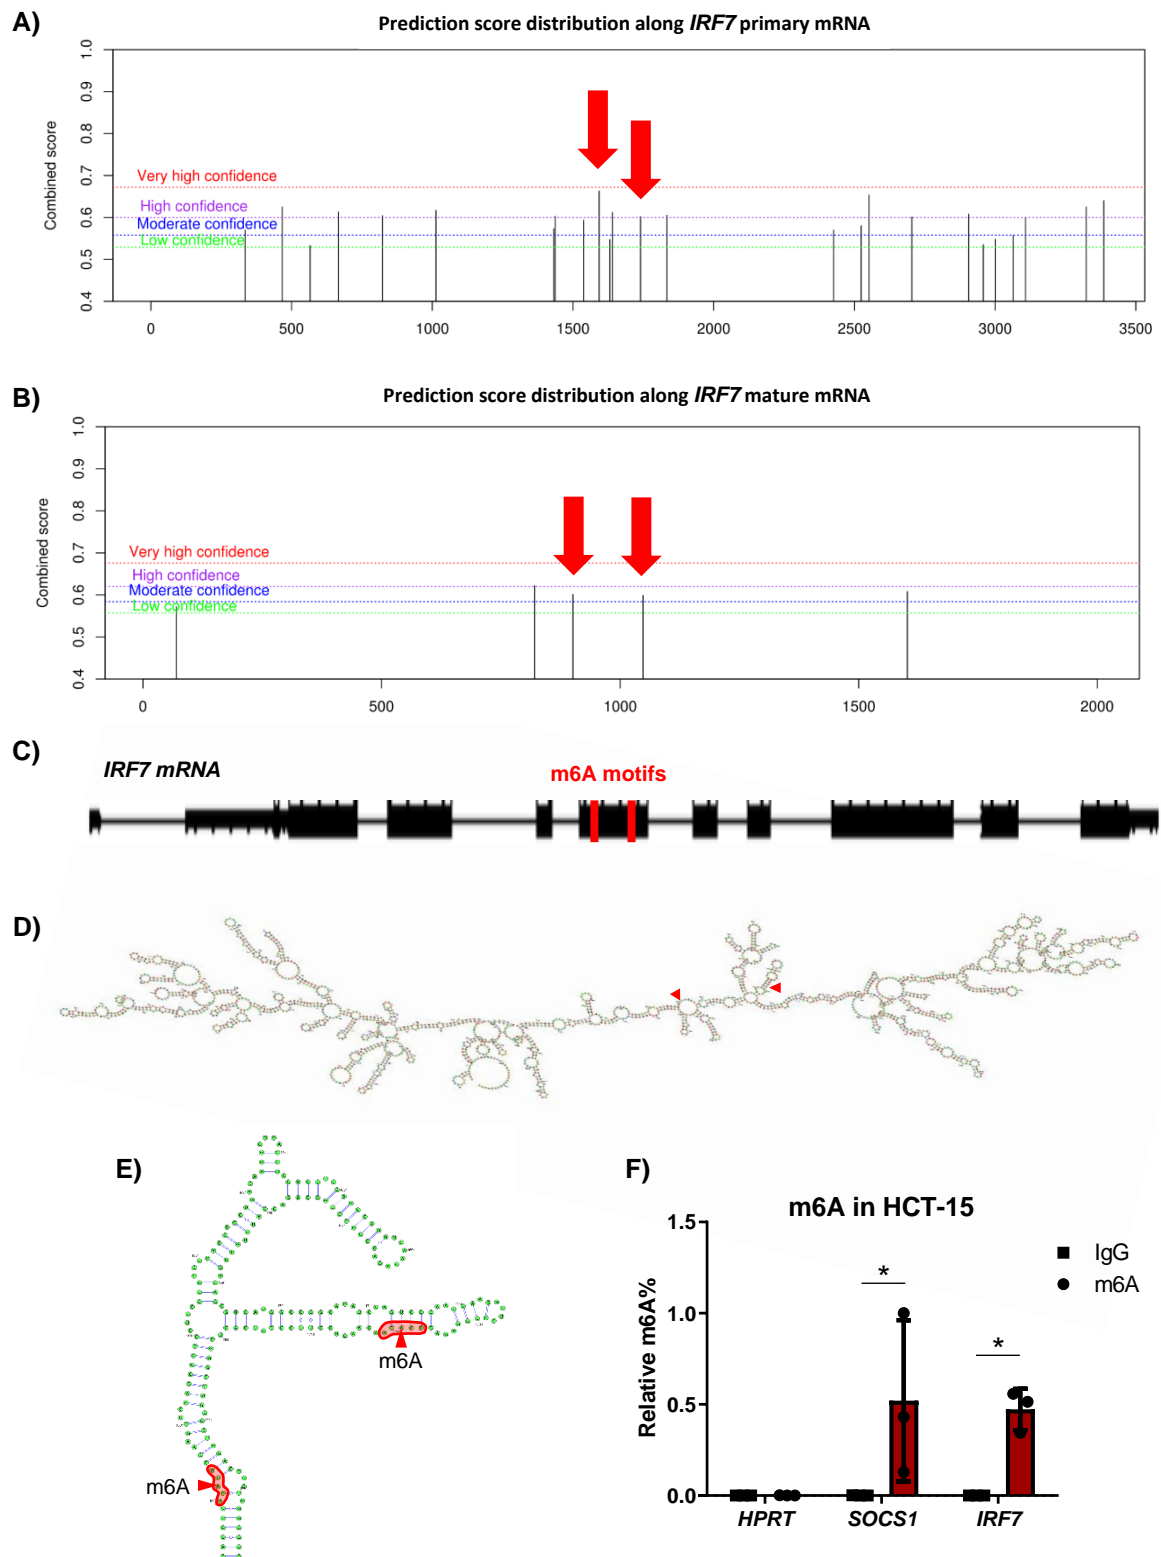 A)
Prediction score distribution along IRF7 primary mRNA
Combined score
1.0
0.9
0.8
0.7
0.6
0.5
0.4
Very high confidence
High confidence
Moderate confidence
Low confidence
0 500 1000 1500 2000 2500 3000 3500
B)
Prediction score distribution along IRF7 mature mRNA
Combined score
1.0
0.9
0.8
0.7
0.6
0.5
0.4
Very high confidence
High confidence
Moderate confidence
Low confidence
0 500 1000 1500 2000
C)
IRF7 mRNA
m6A motifs
D)
E)
m6A
m6A
F)
m6A in HCT-15
Relative m6A%
1.5
1.0
0.5
0.0
* *
HPRT SOCS1 IRF7
IgG
m6A